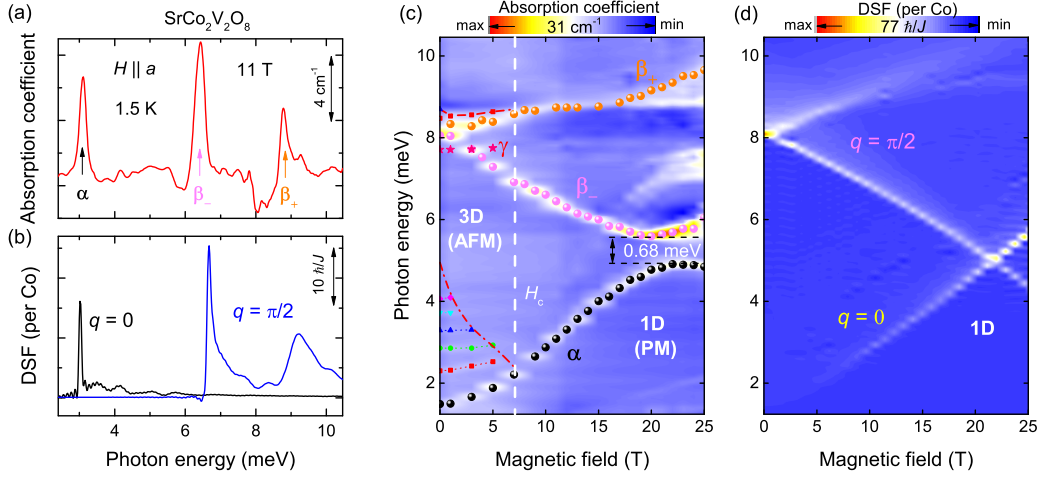 (a)
SrCo₂V₂O₈
Absorption coefficient
H || a
11 T
1.5 K
4 cm⁻¹
α
β₋
β₊
(b)
DSF (per Co)
q = 0
q = π/2
10 ℏ/J
4
6
8
10
Photon energy (meV)
(c)
Absorption coefficient
max
31 cm⁻¹
min
Photon energy (meV)
10
8
6
4
2
β₊
γ
β₋
3D
(AFM)
0.68 meV
H_c
1D
(PM)
α
0
5
10
15
20
25
Magnetic field (T)
(d)
DSF (per Co)
max
77 ℏ/J
min
10
8
6
4
2
q = π/2
q = 0
1D
0
5
10
15
20
25
Magnetic field (T)